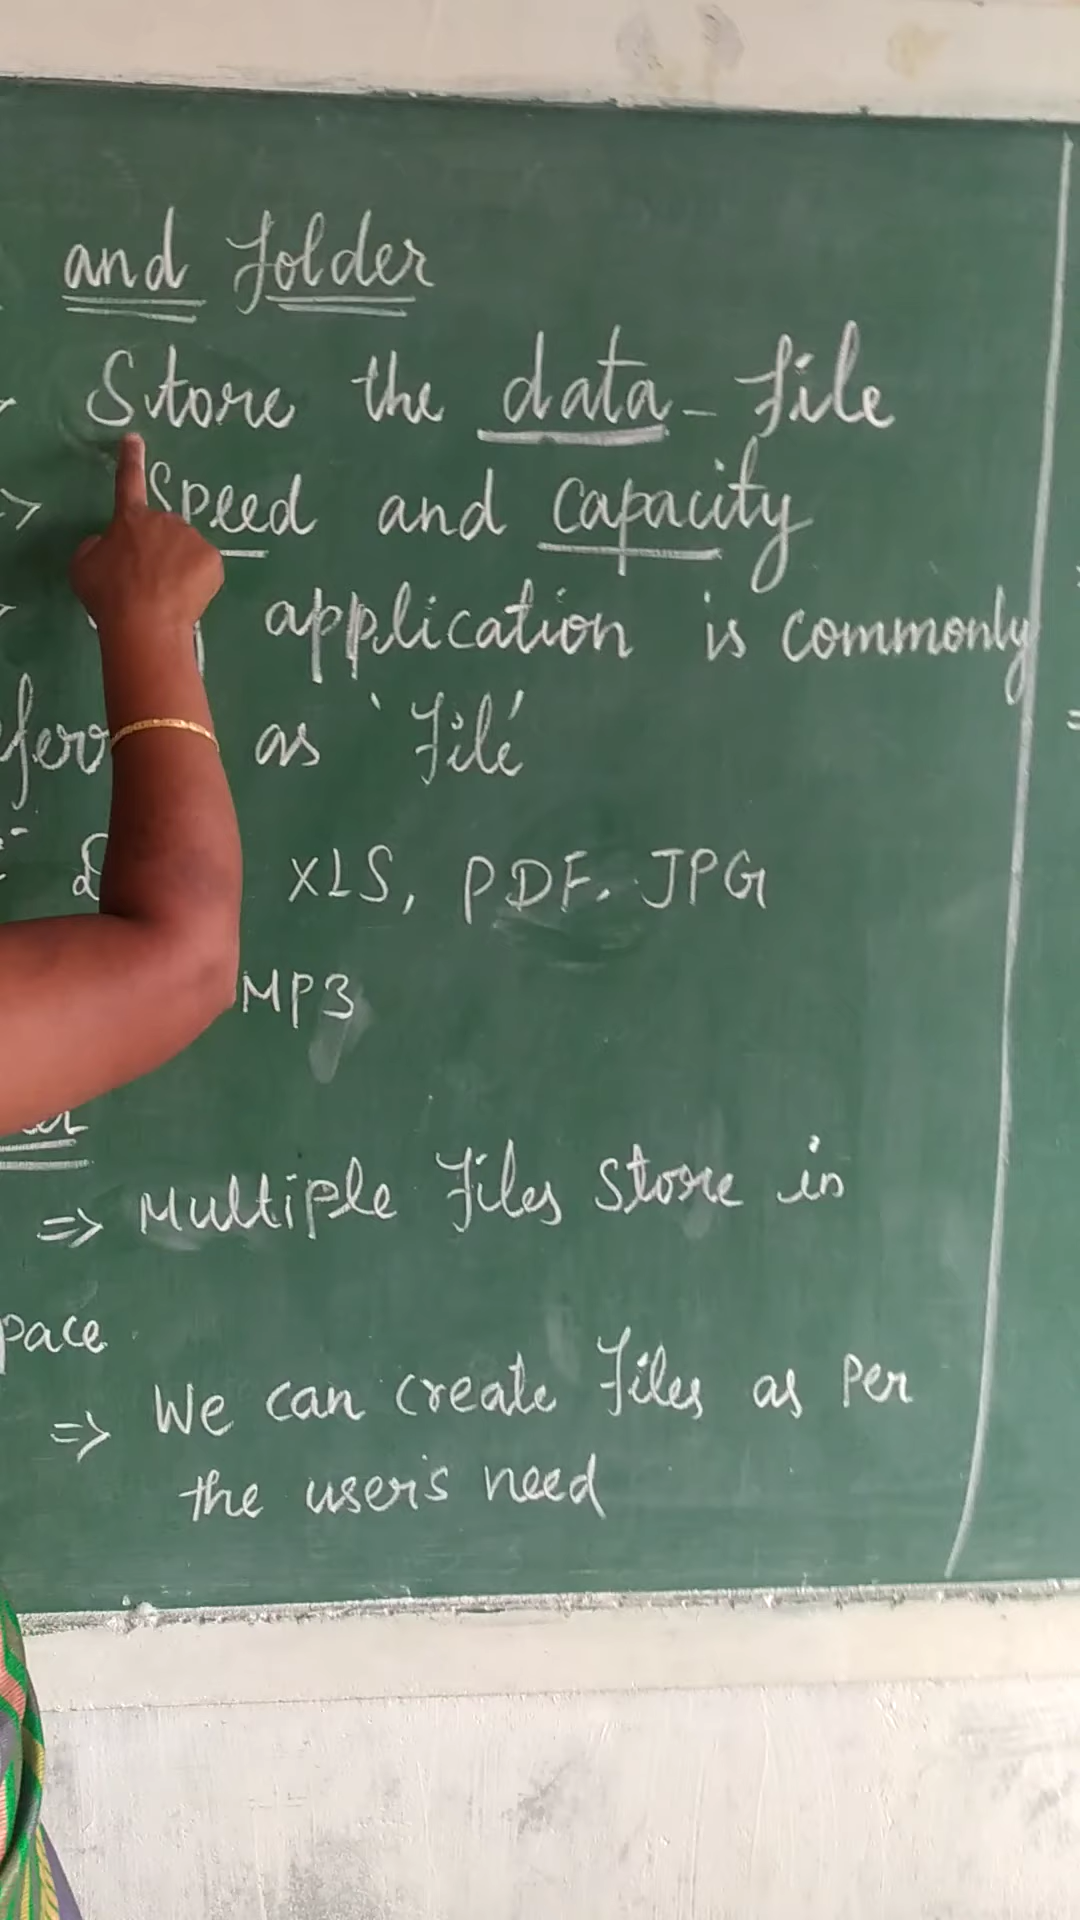 and folder
Store the data - file
=> Speed and Capacity
application is commonly
as 'file'
XLS, PDF, JPG
MP3
=> Multiple files store in
=> We can create files as per
the user's need